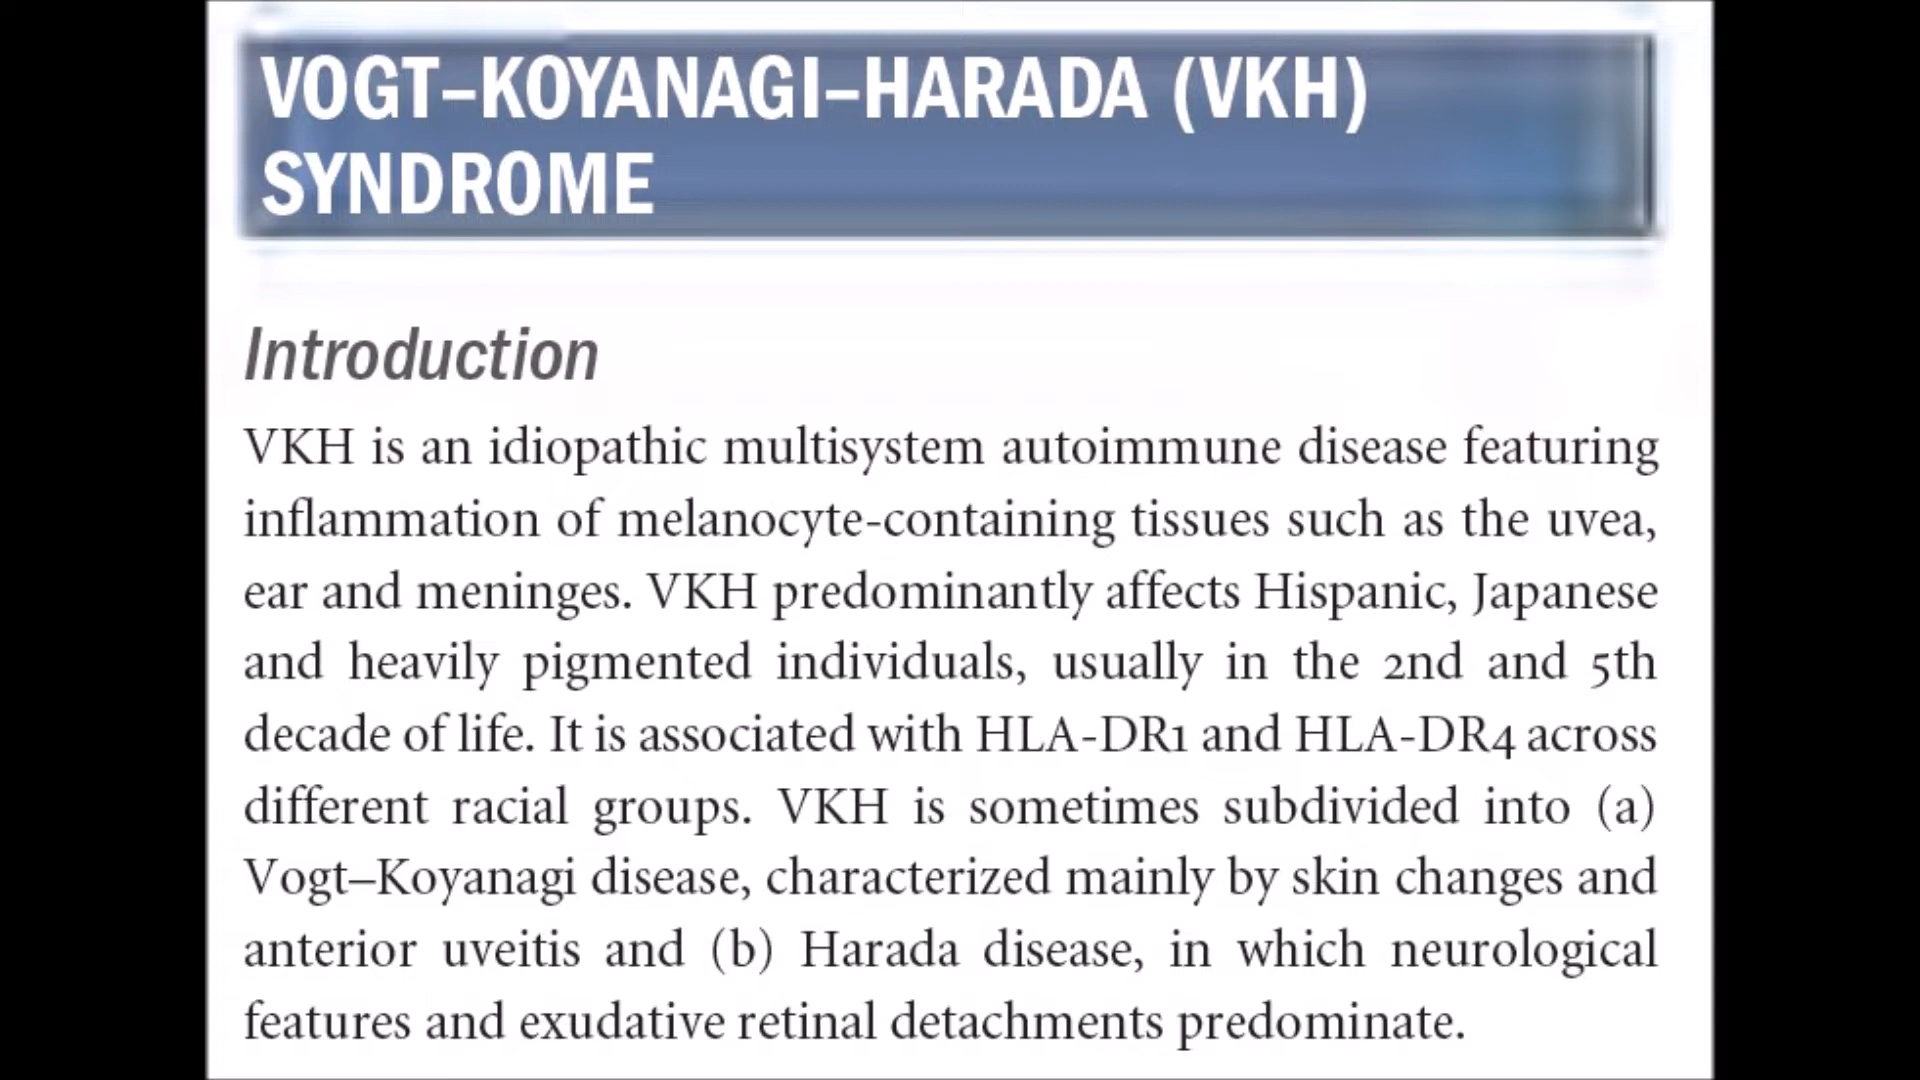 VOGT–KOYANAGI–HARADA (VKH)
SYNDROME
Introduction
VKH is an idiopathic multisystem autoimmune disease featuring
inflammation of melanocyte-containing tissues such as the uvea,
ear and meninges. VKH predominantly affects Hispanic, Japanese
and heavily pigmented individuals, usually in the 2nd and 5th
decade of life. It is associated with HLA-DR1 and HLA-DR4 across
different racial groups. VKH is sometimes subdivided into (a)
Vogt–Koyanagi disease, characterized mainly by skin changes and
anterior uveitis and (b) Harada disease, in which neurological
features and exudative retinal detachments predominate.